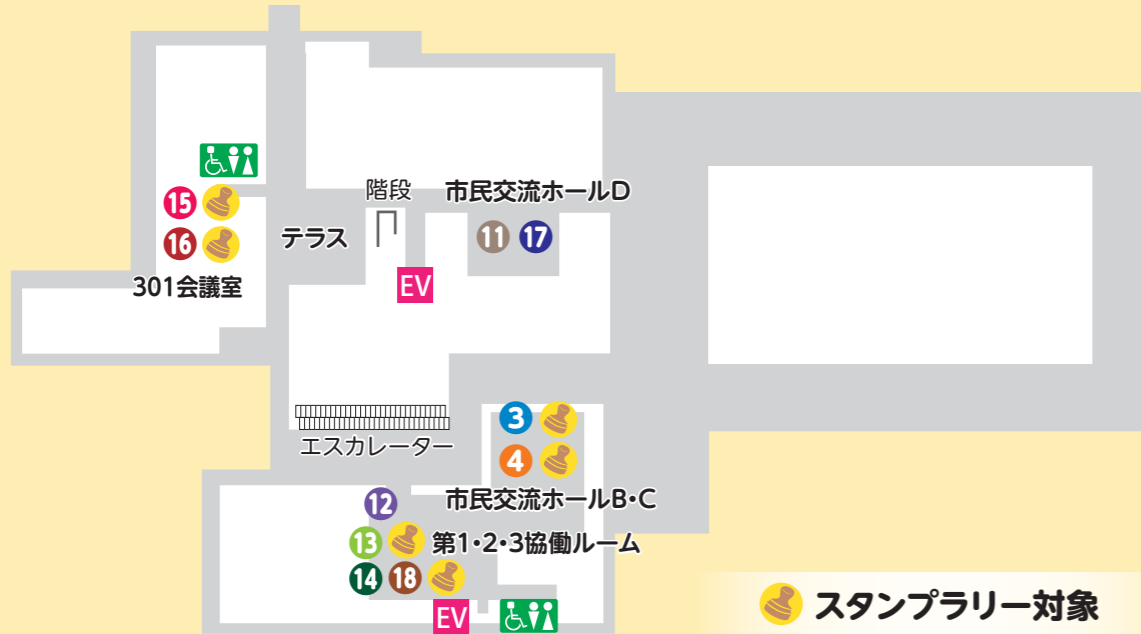 階段
市民交流ホールD
15
11 17
16
テラス
EV
301会議室
3
エスカレーター
4
市民交流ホールB・C
12
13 第1・2・3協働ルーム
14 18
EV
スタンプラリー対象